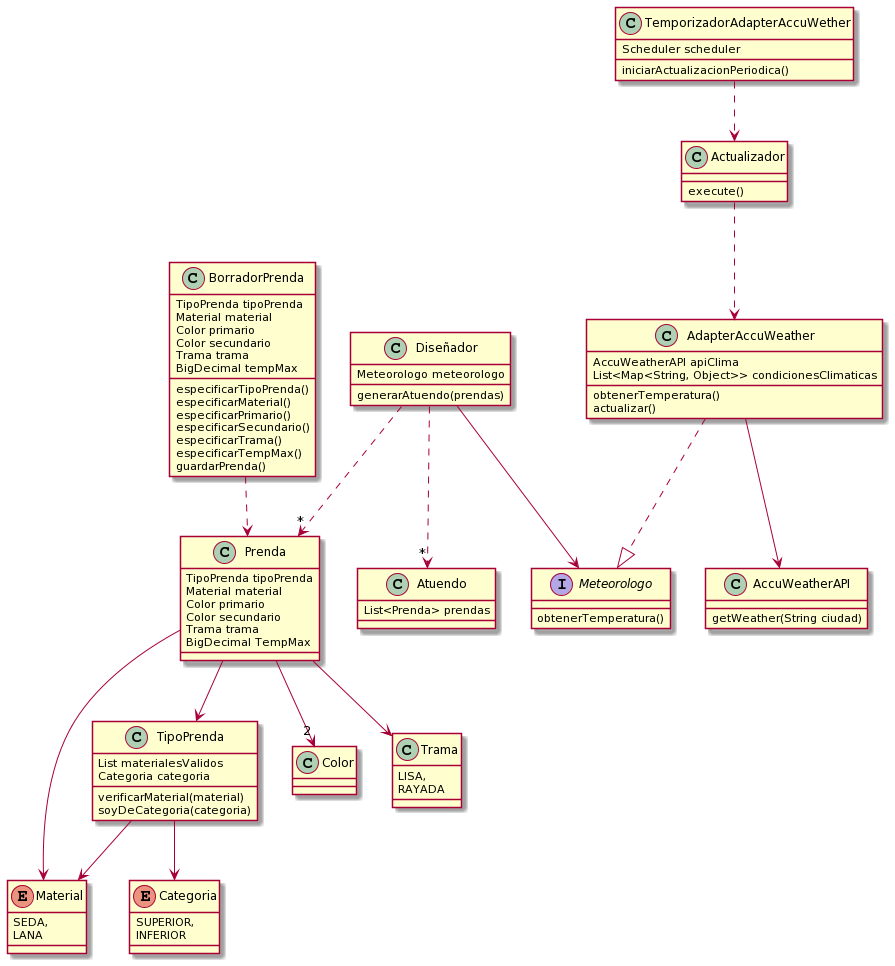 C TemporizadorAdapterAccuWether
Scheduler scheduler
iniciarActualizacionPeriodica()
C Actualizador
execute()
C BorradorPrenda
TipoPrenda tipoPrenda
Material material
Color primario
Color secundario
Trama trama
BigDecimal tempMax
especificarTipoPrenda()
especificarMaterial()
especificarPrimario()
especificarSecundario()
especificarTrama()
especificarTempMax()
guardarPrenda()
C Diseñador
Meteorologo meteorologo
generarAtuendo(prendas)
C AdapterAccuWeather
AccuWeatherAPI apiClima
List<Map<String, Object>> condicionesClimaticas
obtenerTemperatura()
actualizar()
*
*
C Prenda
TipoPrenda tipoPrenda
Material material
Color primario
Color secundario
Trama trama
BigDecimal TempMax
C Atuendo
List<Prenda> prendas
I Meteorologo
obtenerTemperatura()
C AccuWeatherAPI
getWeather(String ciudad)
C TipoPrenda
List materialesValidos
Categoria categoria
verificarMaterial(material)
soyDeCategoria(categoria)
2
C Color
C Trama
LISA,
RAYADA
E Material
SEDA,
LANA
E Categoria
SUPERIOR,
INFERIOR